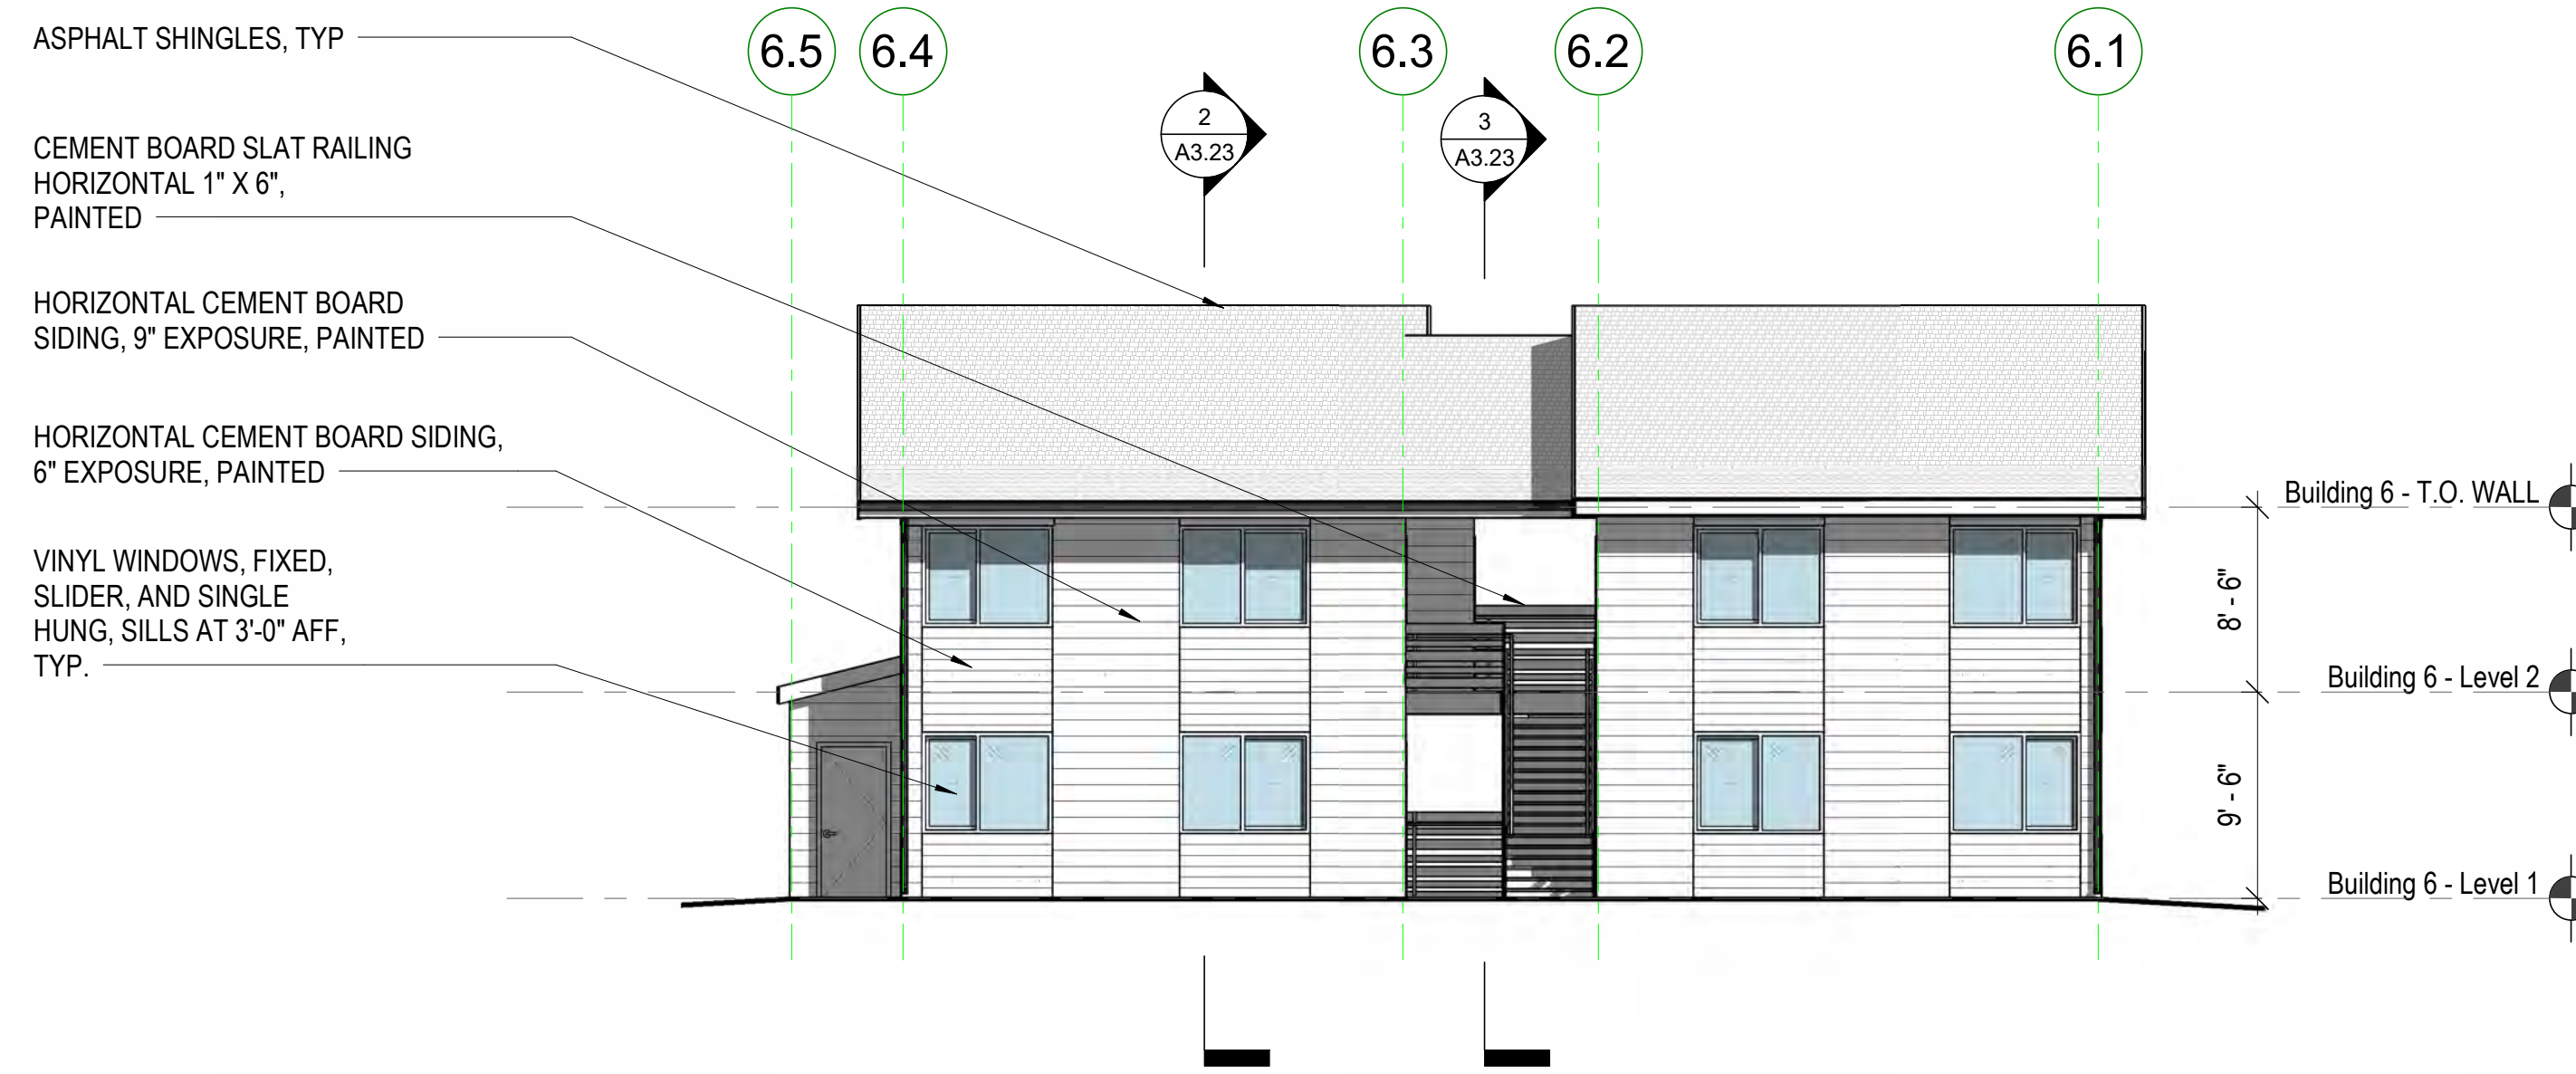 ASPHALT SHINGLES, TYP
6.5
6.4
6.3
6.2
6.1
2
A3.23
3
A3.23
CEMENT BOARD SLAT RAILING
HORIZONTAL 1" X 6",
PAINTED
HORIZONTAL CEMENT BOARD
SIDING, 9" EXPOSURE, PAINTED
HORIZONTAL CEMENT BOARD SIDING,
6" EXPOSURE, PAINTED
VINYL WINDOWS, FIXED,
SLIDER, AND SINGLE
HUNG, SILLS AT 3'-0" AFF,
TYP.
Building 6 - T.O. WALL
8' - 6"
Building 6 - Level 2
9' - 6"
Building 6 - Level 1